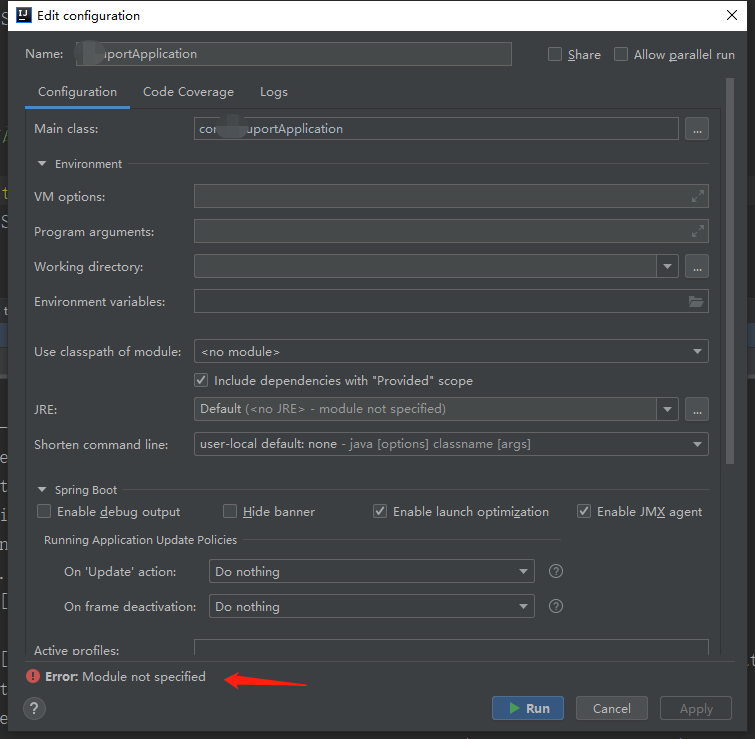 Edit configuration
Name: uportApplication Share Allow parallel run
Configuration Code Coverage Logs
Main class: uportApplication ...
Environment
VM options:
Program arguments:
Working directory: ...
Environment variables:
Use classpath of module: <no module>
Include dependencies with "Provided" scope
JRE: Default (<no JRE> - module not specified) ...
Shorten command line: user-local default: none - java [options] classname [args]
Spring Boot
Enable debug output Hide banner Enable launch optimization Enable JMX agent
Running Application Update Policies
On 'Update' action: Do nothing ?
On frame deactivation: Do nothing ?
Active profiles:
Error: Module not specified
? Run Cancel Apply